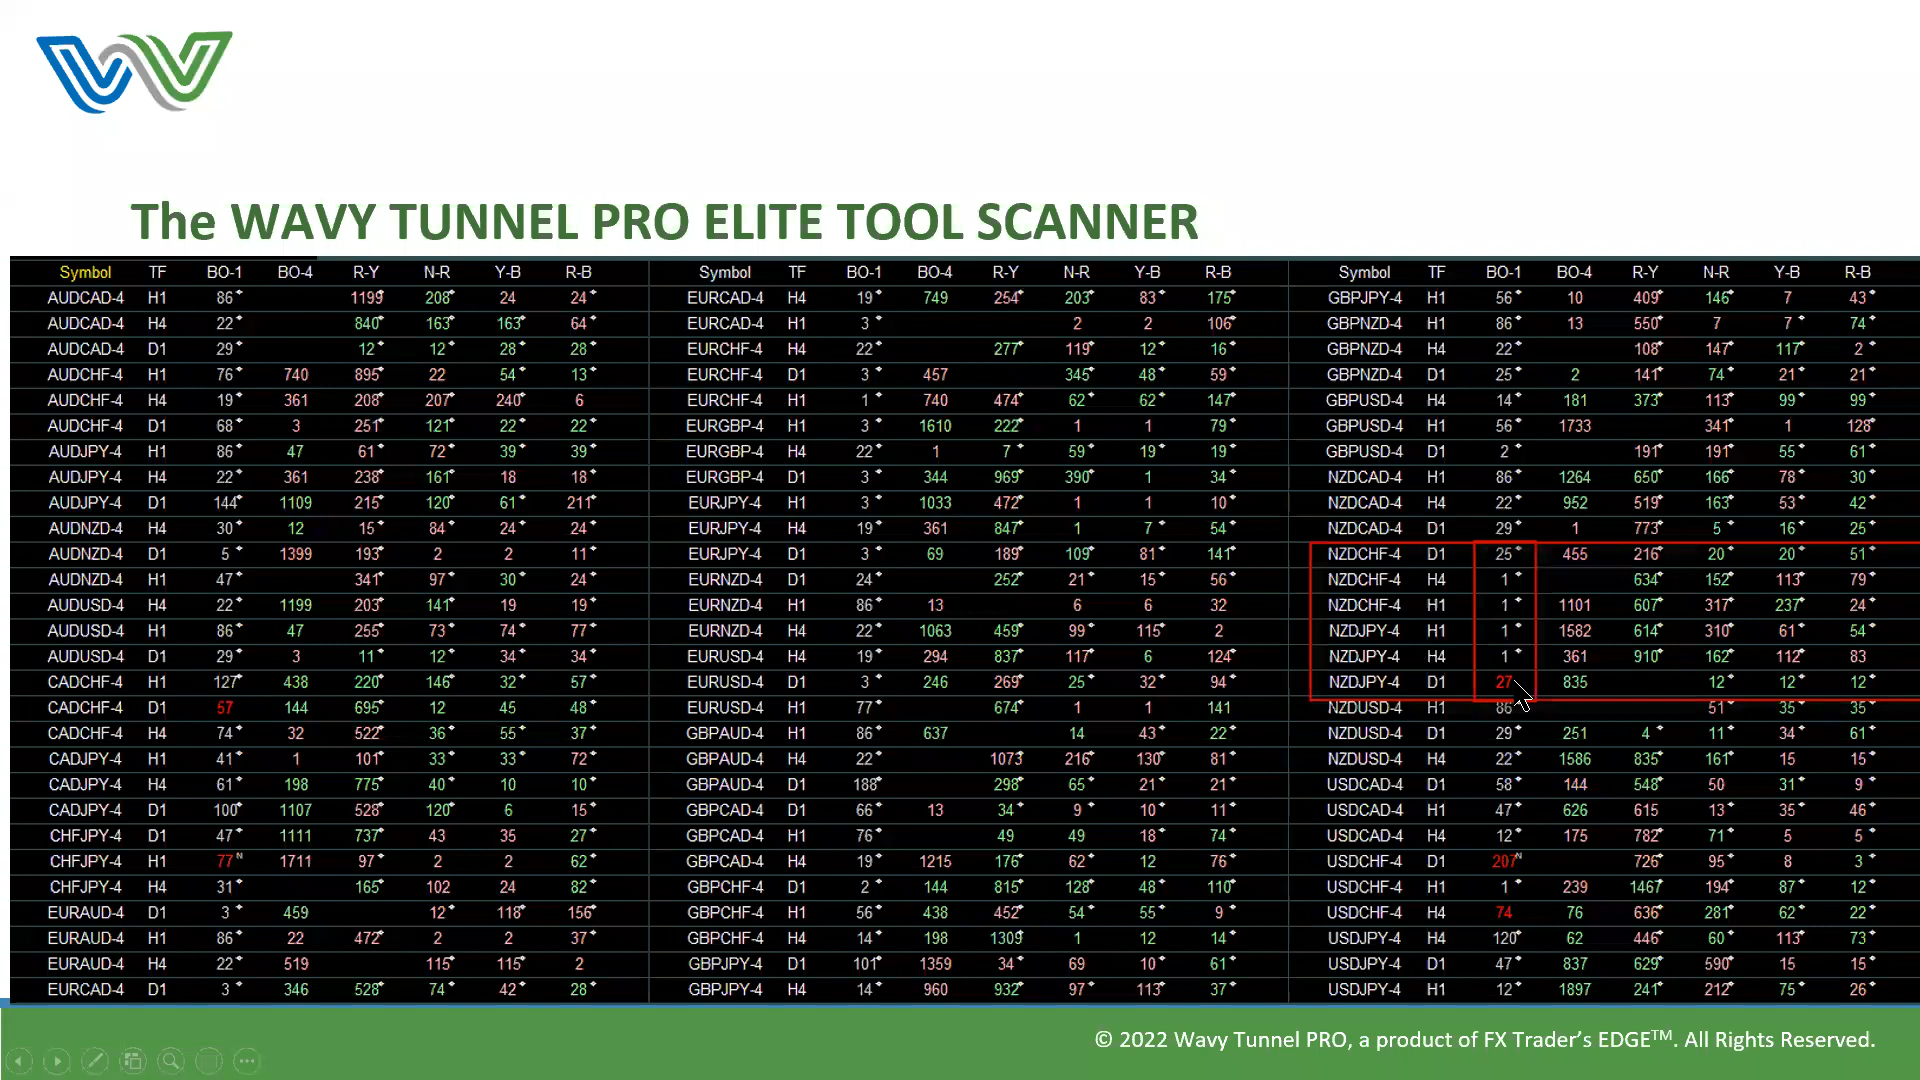 The WAVY TUNNEL PRO ELITE TOOL SCANNER
Symbol TF BO-1 BO-4 R-Y N-R Y-B R-B Symbol TF BO-1 BO-4 R-Y N-R Y-B R-B Symbol TF BO-1 BO-4 R-Y N-R Y-B R-B
AUDCAD-4 H1 86 1199 208 24 24 EURCAD-4 H4 19 749 254 203 83 175 GBPJPY-4 H1 56 10 409 146 7 43
AUDCAD-4 H4 22 840 163 163 64 EURCAD-4 H1 3 2 2 106 GBPNZD-4 H1 86 13 550 7 7 74
AUDCAD-4 D1 29 12 12 28 28 EURCHF-4 H4 22 277 119 12 16 GBPNZD-4 H4 22 108 147 117 2
AUDCHF-4 H1 76 740 895 22 54 13 EURCHF-4 D1 3 457 345 48 59 GBPNZD-4 D1 25 2 141 74 21 21
AUDCHF-4 H4 19 361 208 207 240 6 EURCHF-4 H1 1 740 474 62 62 147 GBPUSD-4 H4 14 181 373 113 99 99
AUDCHF-4 D1 68 3 251 121 22 22 EURGBP-4 H1 3 1610 222 1 1 79 GBPUSD-4 H1 56 1733 341 1 128
AUDJPY-4 H1 86 47 61 72 39 39 EURGBP-4 H4 22 1 7 59 19 19 GBPUSD-4 D1 2 191 191 55 61
AUDJPY-4 H4 22 361 238 161 18 18 EURGBP-4 D1 3 344 969 390 1 34 NZDCAD-4 H1 86 1264 650 166 78 30
AUDJPY-4 D1 144 1109 215 120 61 211 EURJPY-4 H1 3 1033 472 1 1 10 NZDCAD-4 H4 22 952 519 163 53 42
AUDNZD-4 H4 30 12 15 84 24 24 EURJPY-4 H4 19 361 847 1 7 54 NZDCAD-4 D1 29 1 773 5 16 25
AUDNZD-4 D1 5 1399 193 2 2 11 EURJPY-4 D1 3 69 189 109 81 141 NZDCHF-4 D1 25 455 216 20 20 51
AUDNZD-4 H1 47 341 97 30 24 EURNZD-4 D1 24 252 21 15 56 NZDCHF-4 H4 1 634 152 113 79
AUDUSD-4 H4 22 1199 203 141 19 19 EURNZD-4 H1 86 13 6 6 32 NZDCHF-4 H1 1 1101 607 317 237 24
AUDUSD-4 H1 86 47 255 73 74 77 EURNZD-4 H4 22 1063 459 99 115 2 NZDJPY-4 H1 1 1582 614 310 61 54
AUDUSD-4 D1 29 3 11 12 34 34 EURUSD-4 H4 19 294 837 117 6 124 NZDJPY-4 H4 1 361 910 162 112 83
CADCHF-4 H1 127 438 220 146 32 57 EURUSD-4 D1 3 246 269 25 32 94 NZDJPY-4 D1 27 835 12 12 12
CADCHF-4 D1 57 144 695 12 45 48 EURUSD-4 H1 77 674 1 1 141 NZDUSD-4 H1 86 51 35 35
CADCHF-4 H4 74 32 522 36 55 37 GBPAUD-4 H1 86 637 14 43 22 NZDUSD-4 D1 29 251 4 11 34 61
CADJPY-4 H1 41 1 101 33 33 72 GBPAUD-4 H4 22 1073 216 130 81 NZDUSD-4 H4 22 1586 835 161 15 15
CADJPY-4 H4 61 198 775 40 10 10 GBPAUD-4 D1 188 298 65 21 21 USDCAD-4 D1 58 144 548 50 31 9
CADJPY-4 D1 100 1107 528 120 6 15 GBPCAD-4 D1 66 13 34 9 10 11 USDCAD-4 H1 47 626 615 13 35 46
CHFJPY-4 D1 47 1111 737 43 35 27 GBPCAD-4 H1 76 49 49 18 74 USDCAD-4 H4 12 175 782 71 5 5
CHFJPY-4 H1 77 N 1711 97 2 2 62 GBPCAD-4 H4 19 1215 176 62 12 76 USDCHF-4 D1 207 N 726 95 8 3
CHFJPY-4 H4 31 165 102 24 82 GBPCHF-4 D1 2 144 815 128 48 110 USDCHF-4 H1 1 239 1467 194 87 12
EURAUD-4 D1 3 459 12 118 156 GBPCHF-4 H1 56 438 452 54 55 9 USDCHF-4 H4 74 76 636 281 62 22
EURAUD-4 H1 86 22 472 2 2 37 GBPCHF-4 H4 14 198 1309 1 12 14 USDJPY-4 H4 120 62 446 60 113 73
EURAUD-4 H4 22 519 115 115 2 GBPJPY-4 D1 101 1359 34 69 10 61 USDJPY-4 D1 47 837 629 590 15 15
EURCAD-4 D1 3 346 528 74 42 28 GBPJPY-4 H4 14 960 932 97 113 37 USDJPY-4 H1 12 1897 241 212 75 26
© 2022 Wavy Tunnel PRO, a product of FX Trader’s EDGE™. All Rights Reserved.